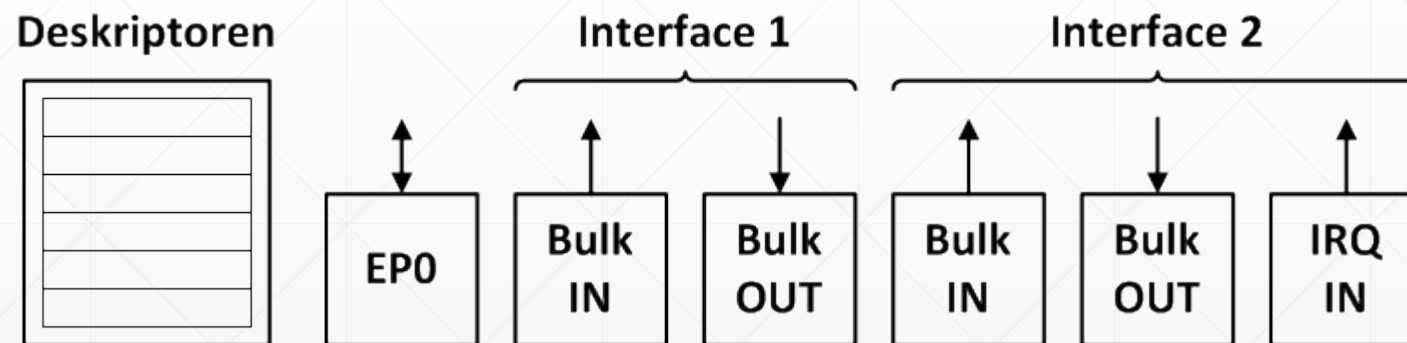 Deskriptoren
Interface 1
Interface 2
EP0
Bulk
IN
Bulk
OUT
Bulk
IN
Bulk
OUT
IRQ
IN